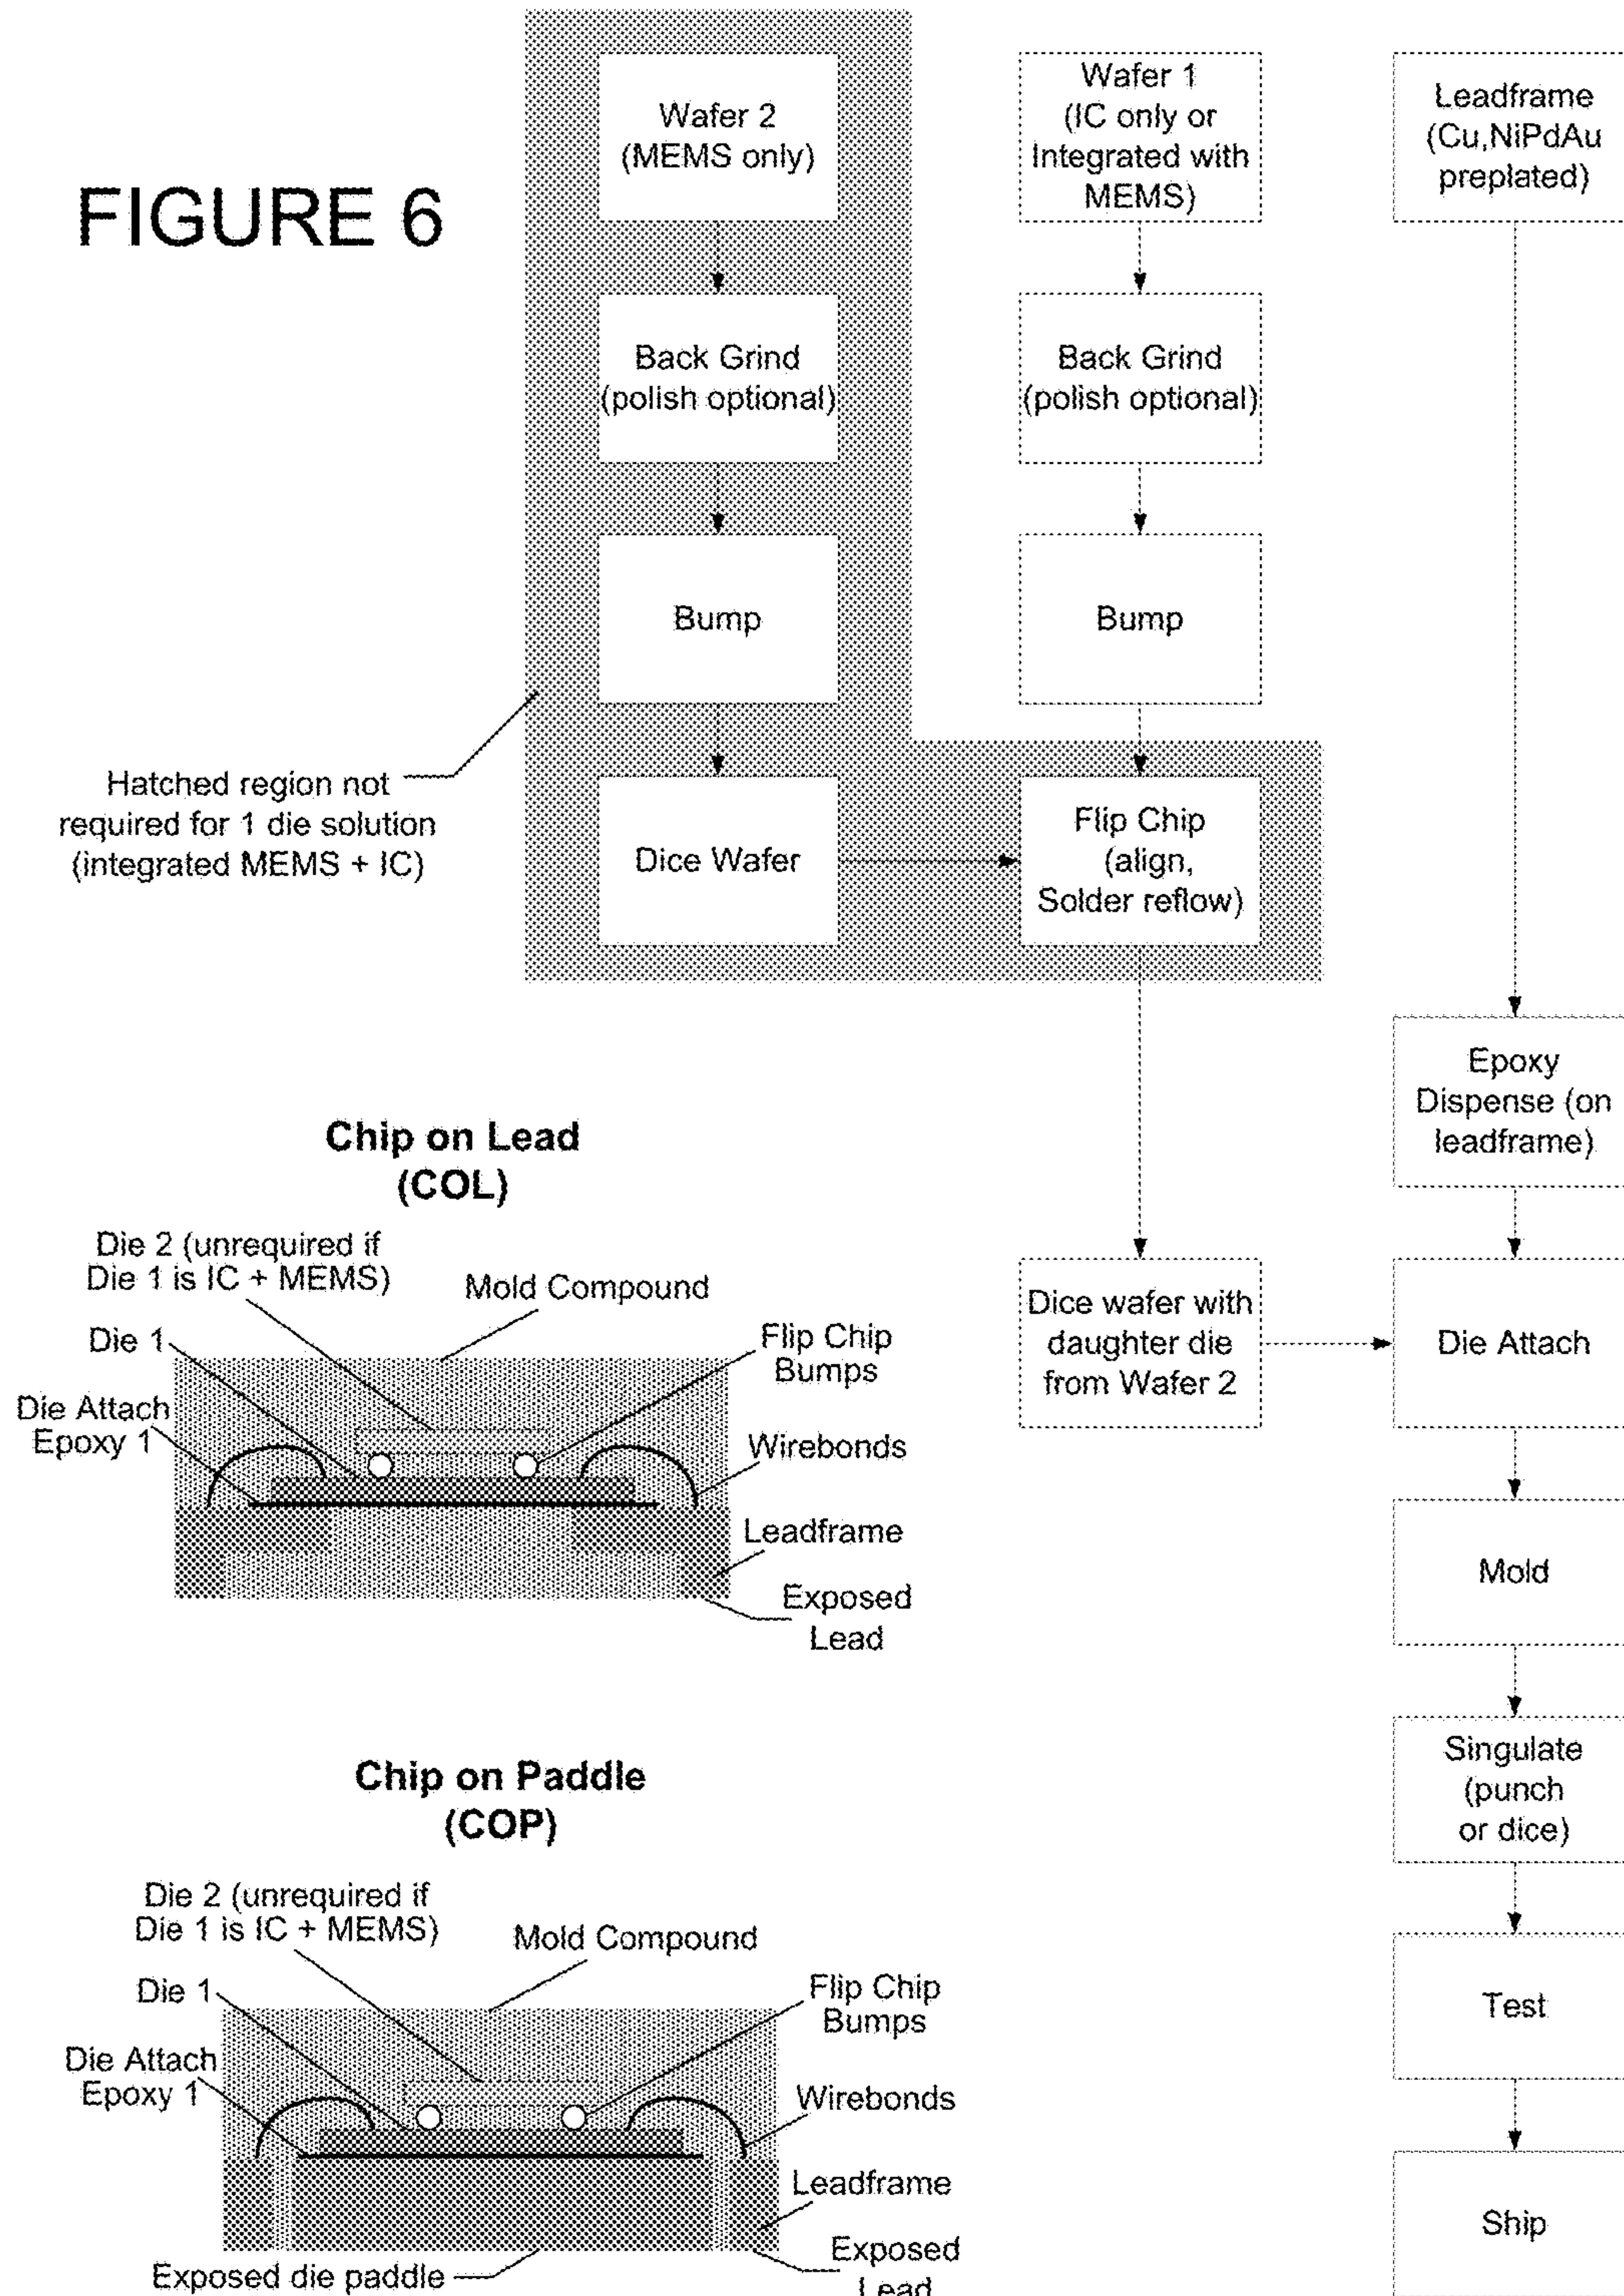 FIGURE 6
Wafer 2
(MEMS only)
Back Grind
(polish optional)
Bump
Dice Wafer
Wafer 1
(IC only or
Integrated with
MEMS)
Back Grind
(polish optional)
Bump
Flip Chip
(align,
Solder reflow)
Dice wafer with
daughter die
from Wafer 2
Leadframe
(Cu,NiPdAu
preplated)
Epoxy
Dispense (on
leadframe)
Die Attach
Mold
Singulate
(punch
or dice)
Test
Ship
Hatched region not
required for 1 die solution
(integrated MEMS + IC)
Chip on Lead
(COL)
Die 2 (unrequired if
Die 1 is IC + MEMS)
Mold Compound
Die 1
Flip Chip
Bumps
Die Attach
Epoxy 1
Wirebonds
Leadframe
Exposed
Lead
Chip on Paddle
(COP)
Die 2 (unrequired if
Die 1 is IC + MEMS)
Mold Compound
Die 1
Flip Chip
Bumps
Die Attach
Epoxy 1
Wirebonds
Leadframe
Exposed
Lead
Exposed die paddle